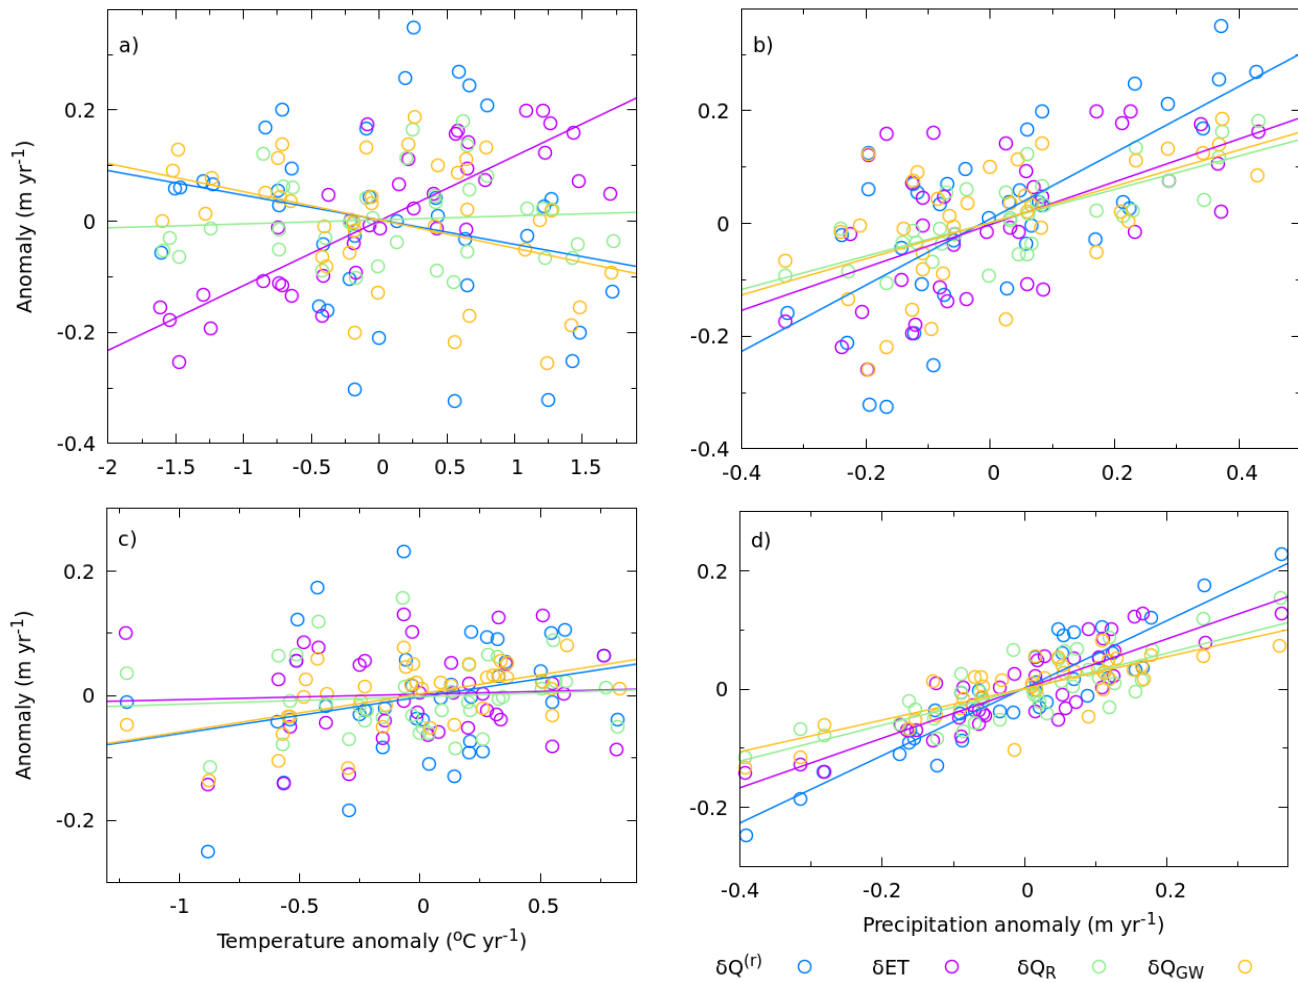 a)
Anomaly (m yr-1)
0.2
0
-0.2
-0.4
-2 -1.5 -1 -0.5 0 0.5 1 1.5
b)
0.2
0
-0.2
-0.4
-0.4 -0.2 0 0.2 0.4
c)
Anomaly (m yr-1)
0.2
0
-0.2
-1 -0.5 0 0.5
Temperature anomaly (oC yr-1)
d)
0.2
0
-0.2
-0.4 -0.2 0 0.2
Precipitation anomaly (m yr-1)
δQ(r) δET δQR δQGW